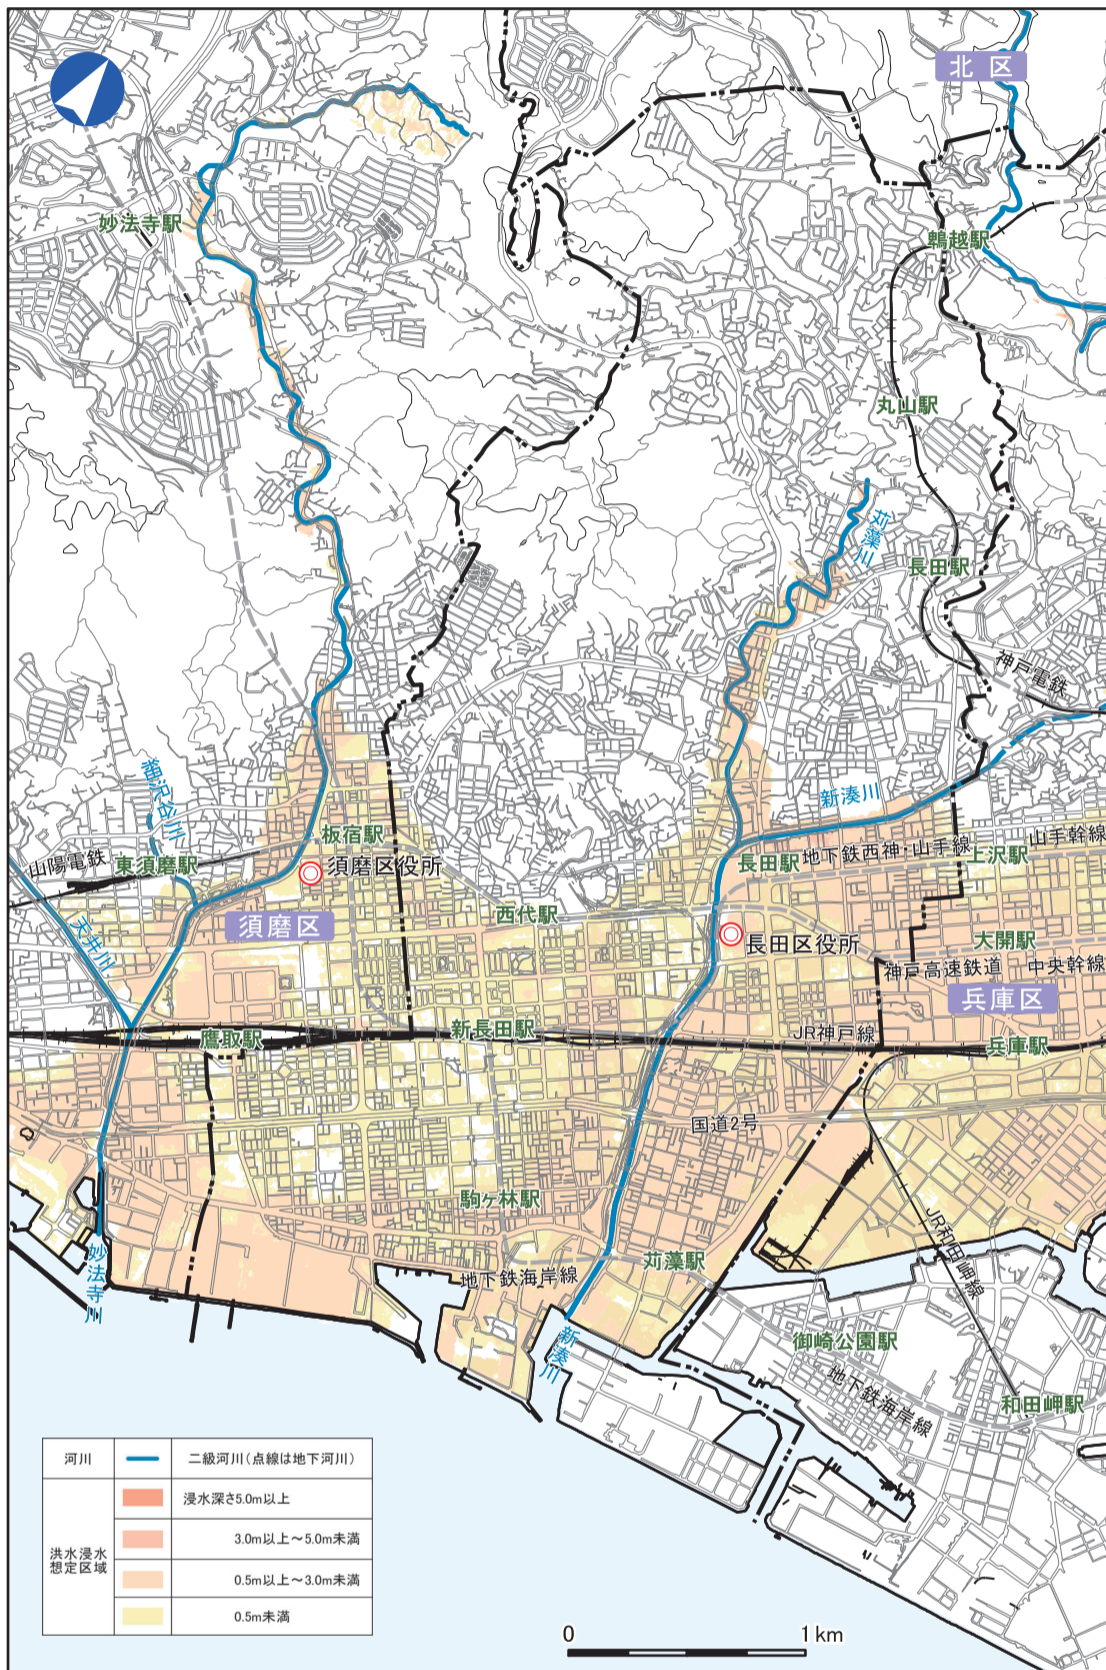 北区
妙法寺駅
鵯越駅
丸山駅
苅藻川
長田駅
神戸電鉄
新湊川
山手幹線
地下鉄西神・山手線
上沢駅
長田駅
板宿駅
須磨区役所
東須磨駅
山陽電鉄
天井川
須磨区
西代駅
長田区役所
大開駅
神戸高速鉄道
中央幹線
兵庫区
JR神戸線
兵庫駅
鷹取駅
新長田駅
国道2号
駒ヶ林駅
地下鉄海岸線
苅藻駅
JR和田岬線
妙法寺川
新湊川
御崎公園駅
地下鉄海岸線
和田岬駅
河川
二級河川(点線は地下河川)
洪水浸水
想定区域
浸水深さ5.0m以上
3.0m以上～5.0m未満
0.5m以上～3.0m未満
0.5m未満
0
1km